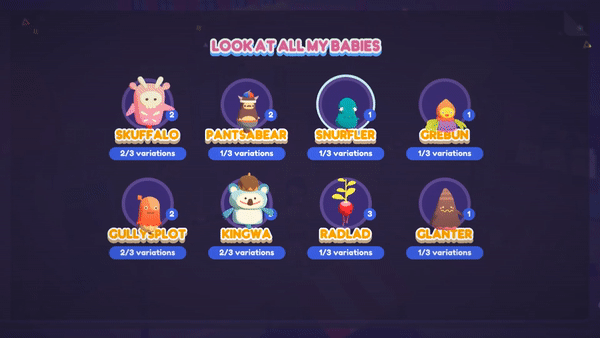 LOOK AT ALL MY BABIES
2
2
1
1
SKUFFALO
PANTSABEAR
SNURFLER
GREBUN
2/3 variations
1/3 variations
1/3 variations
1/3 variations
2
3
1
GULLYSPLOT
KINGWA
RADLAD
GLANTER
2/3 variations
2/3 variations
1/3 variations
1/3 variations